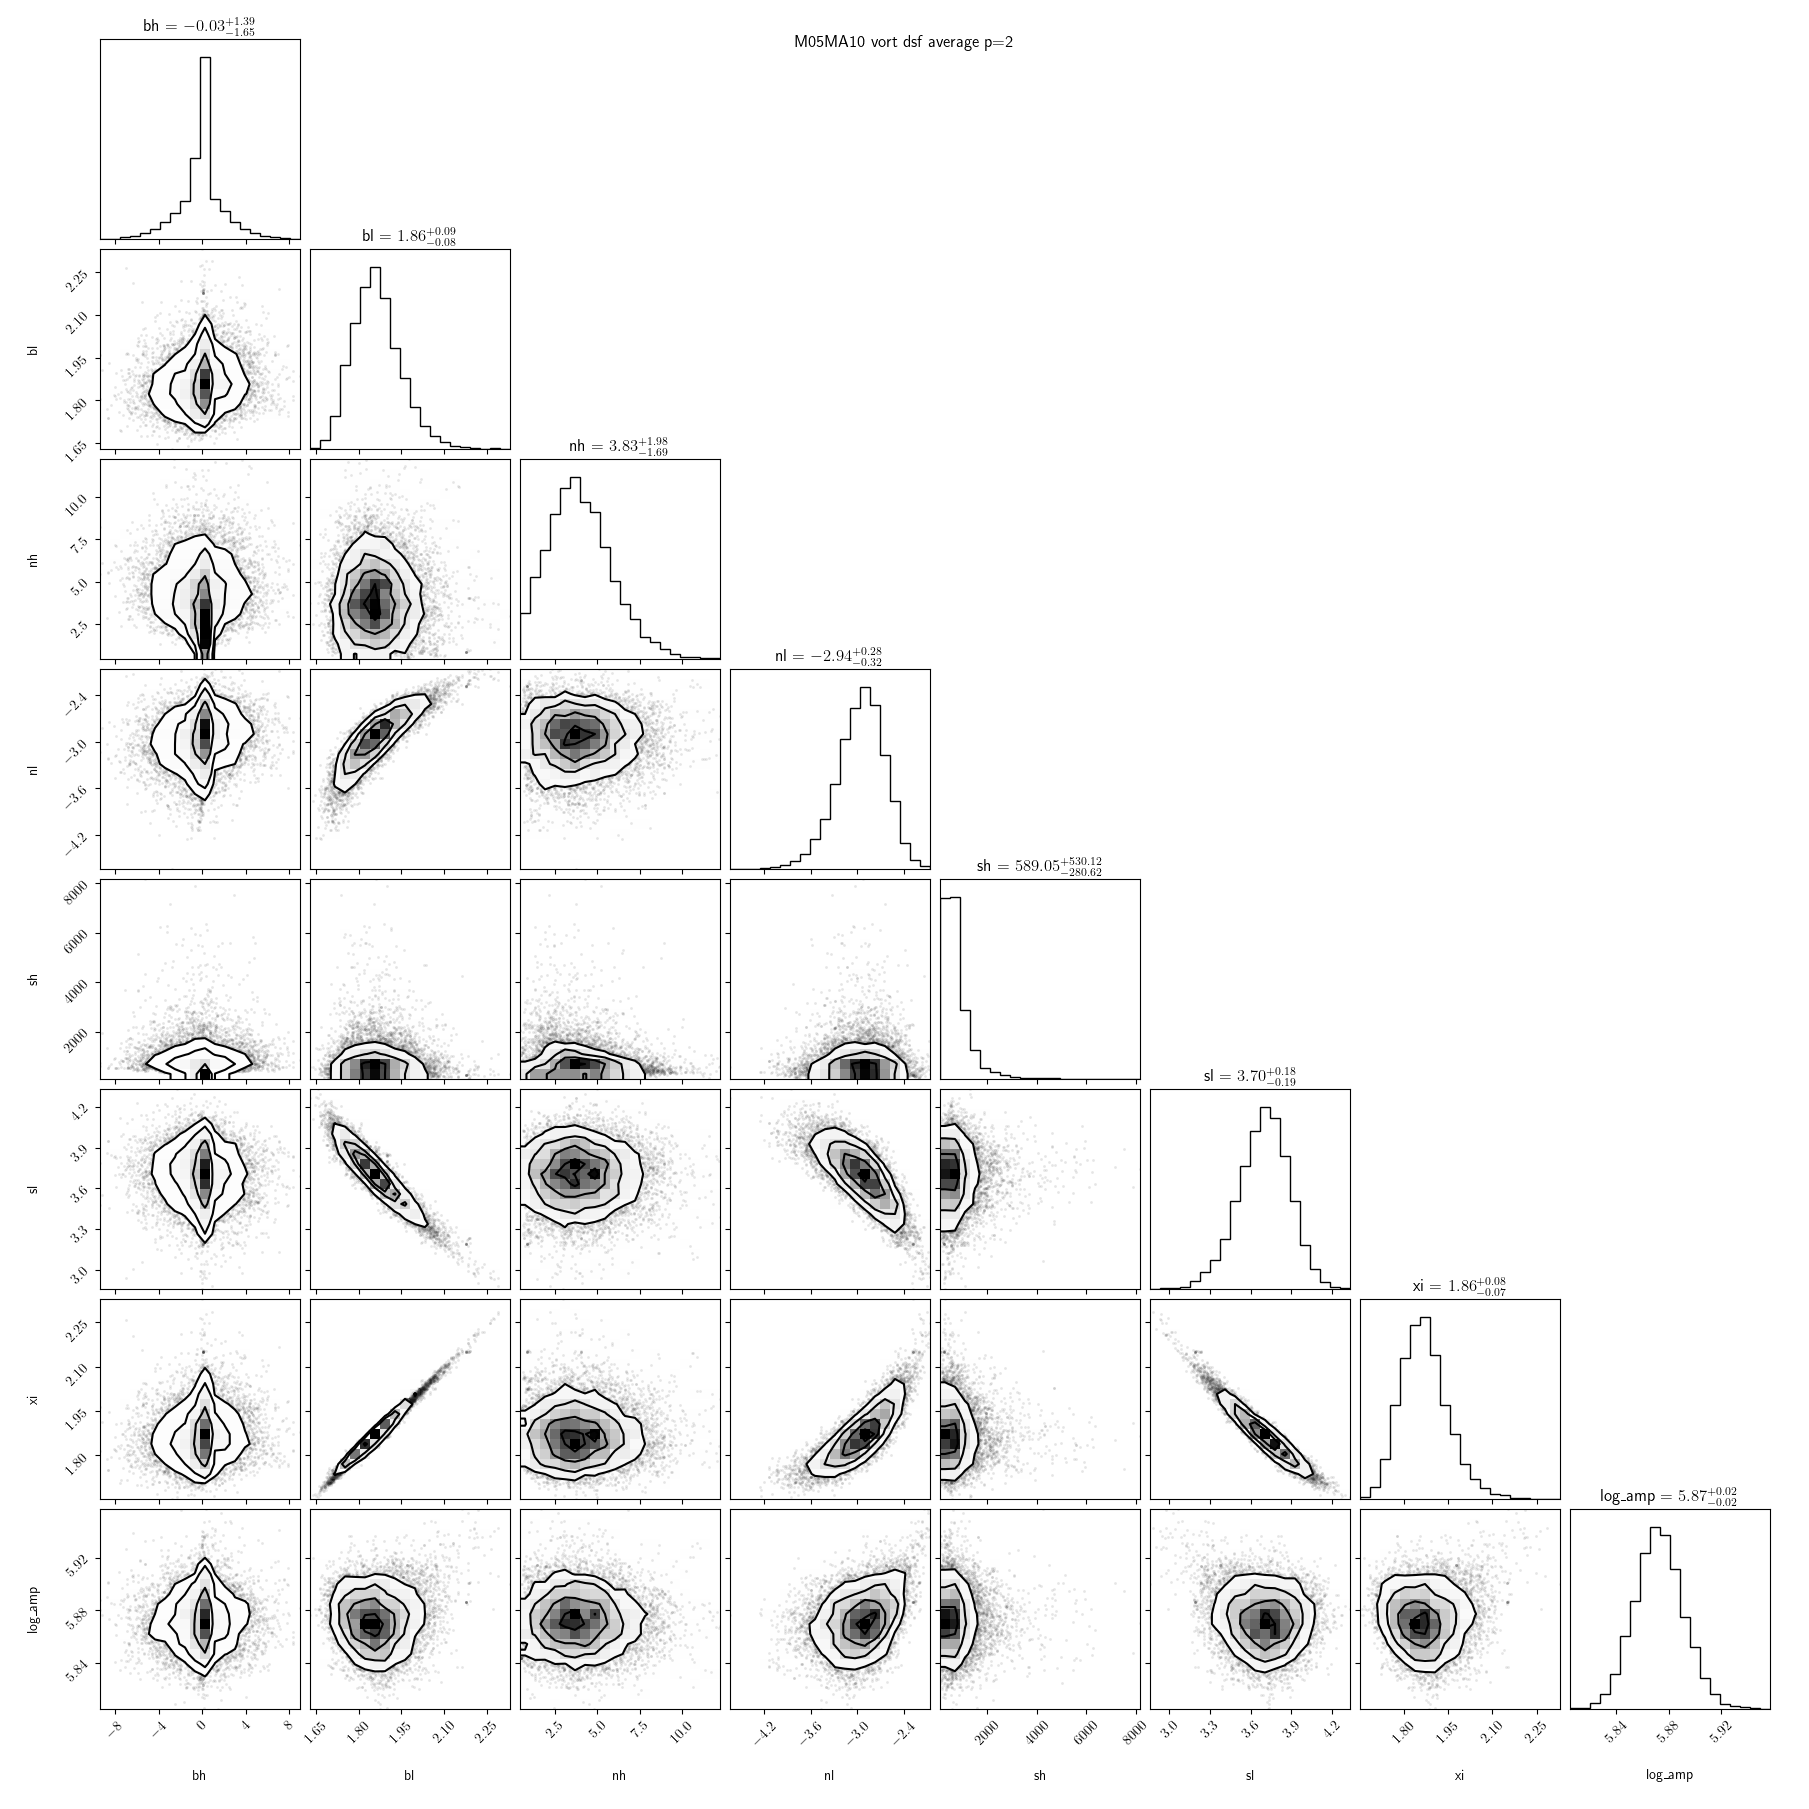 M05MA10 vort dsf average p=2
bh = −0.03+1.39−1.65
bl = 1.86+0.09−0.08
2.25
2.10
1.95
1.80
1.65
bl
nh = 3.83+1.98−1.69
10.0
7.5
5.0
2.5
nh
nl = −2.94+0.28−0.32
−2.4
−3.0
−3.6
−4.2
nl
sh = 589.05+530.12−280.62
8000
6000
4000
2000
sh
sl = 3.70+0.18−0.19
4.2
3.9
3.6
3.3
3.0
sl
xi = 1.86+0.08−0.07
2.25
2.10
1.95
1.80
xi
log_amp = 5.87+0.02−0.02
5.92
5.88
5.84
log_amp
−8 −4 0 4 8 1.65 1.80 1.95 2.10 2.25 2.5 5.0 7.5 10.0 −4.2 −3.6 −3.0 −2.4 2000 4000 6000 8000 3.0 3.3 3.6 3.9 4.2 1.80 1.95 2.10 2.25 5.84 5.88 5.92
bh bl nh nl sh sl xi log_amp